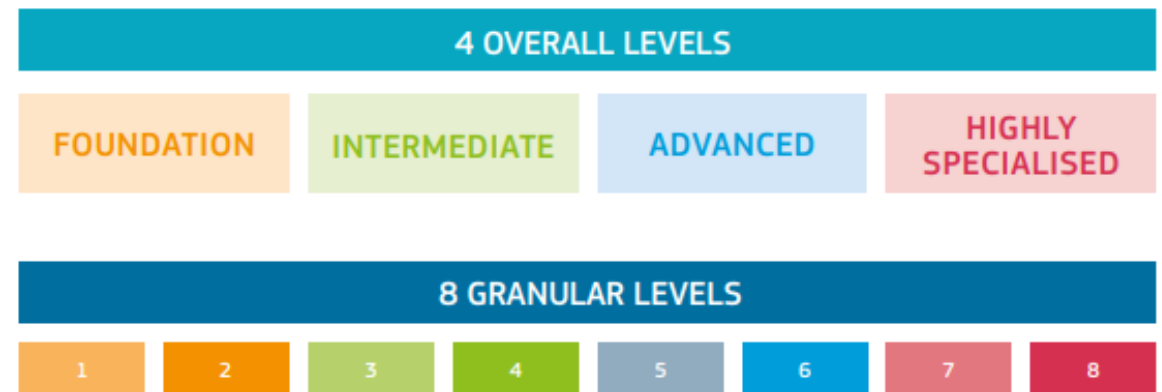 4 OVERALL LEVELS
FOUNDATION
INTERMEDIATE
ADVANCED
HIGHLY
SPECIALISED
8 GRANULAR LEVELS
1 2 3 4 5 6 7 8